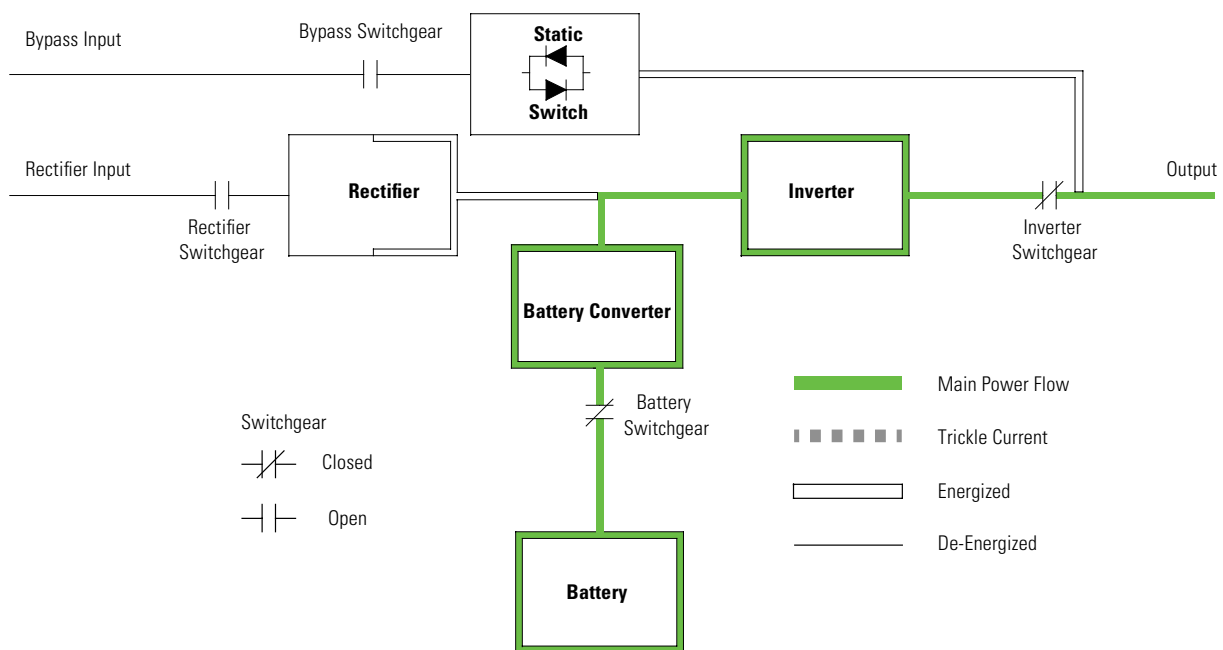 Bypass Input
Bypass Switchgear
Static
Switch
Rectifier Input
Rectifier
Switchgear
Rectifier
Inverter
Output
Inverter
Switchgear
Battery Converter
Battery
Switchgear
Battery
Switchgear
Closed
Open
Main Power Flow
Trickle Current
Energized
De-Energized